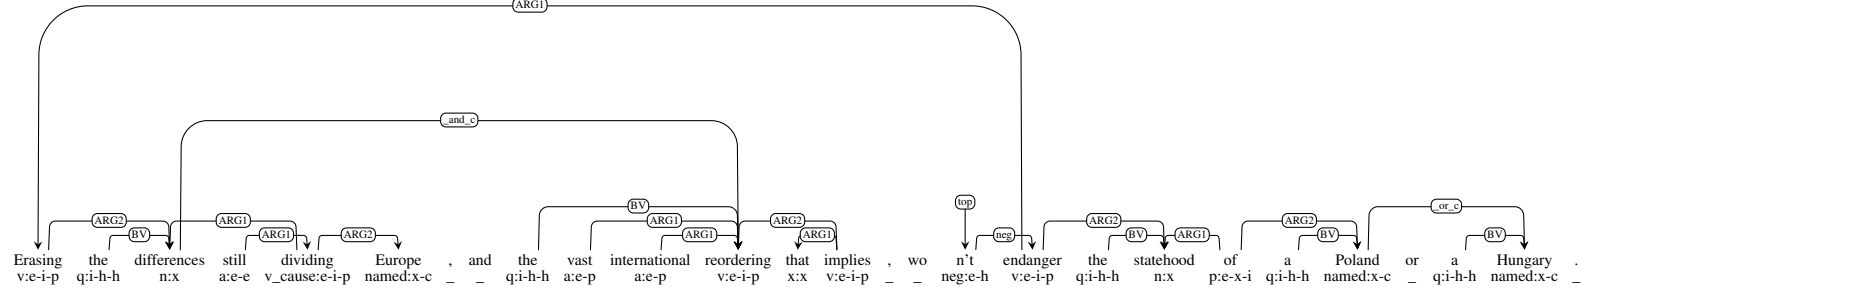 ARG1
_and_c
top
BV _or_c
ARG2 ARG1 ARG1 ARG2 ARG2 ARG2
BV ARG1 ARG2 ARG1 ARG1 neg BV ARG1 BV BV
Erasing the differences still dividing Europe , and the vast international reordering that implies , wo n't endanger the statehood of a Poland or a Hungary .
v:e-i-p q:i-h-h n:x a:e-e v_cause:e-i-p named:x-c _ _ q:i-h-h a:e-p a:e-p v:e-i-p x:x v:e-i-p _ _ neg:e-h v:e-i-p q:i-h-h n:x p:e-x-i q:i-h-h named:x-c _ q:i-h-h named:x-c _